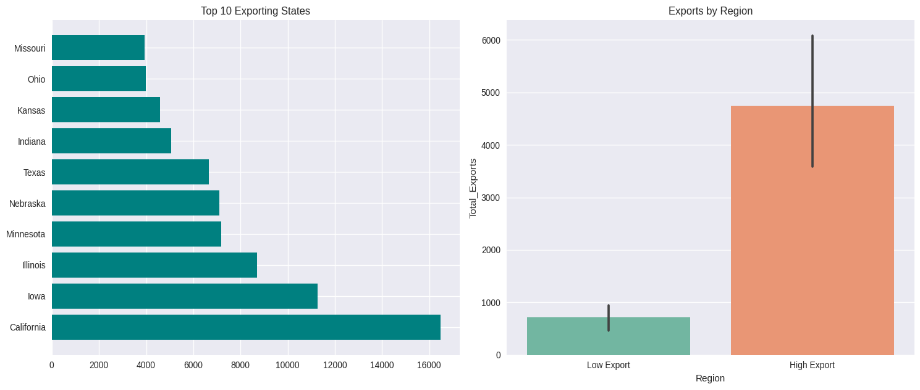 Top 10 Exporting States
Missouri
Ohio
Kansas
Indiana
Texas
Nebraska
Minnesota
Illinois
Iowa
California
0 2000 4000 6000 8000 10000 12000 14000 16000
Exports by Region
Total_Exports
6000
5000
4000
3000
2000
1000
0
Low Export High Export
Region